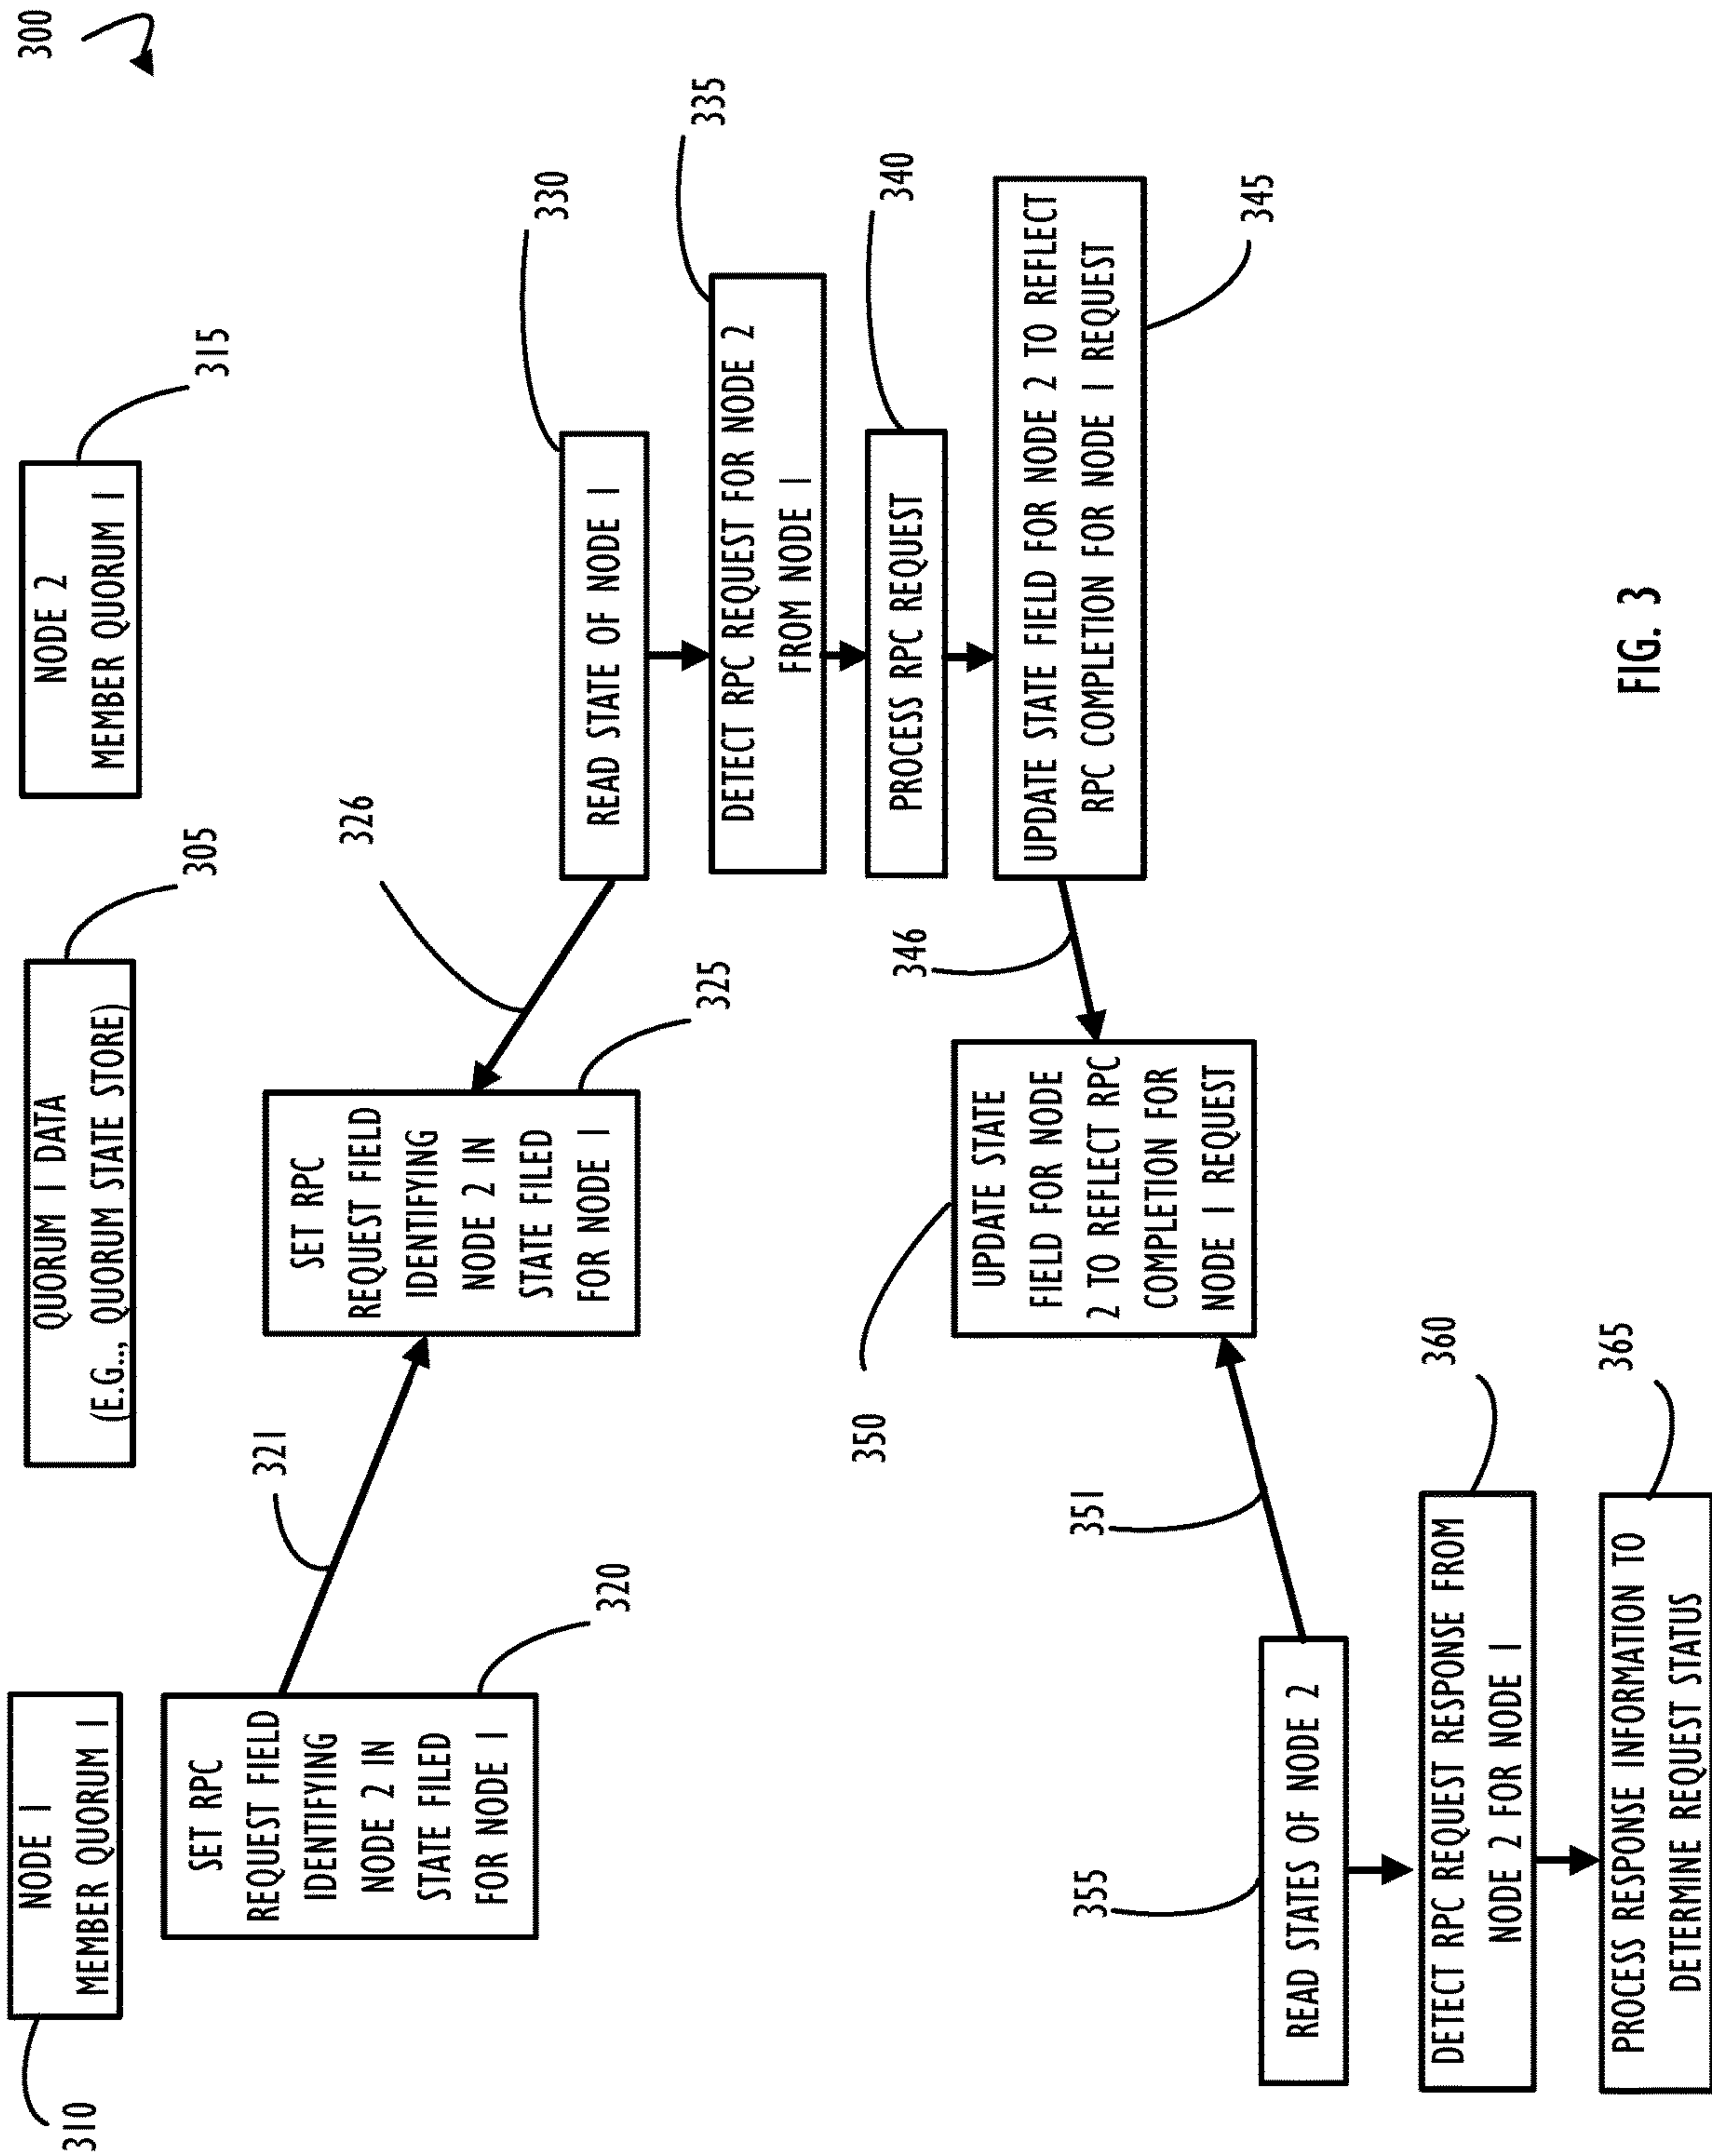 300
NODE 1
MEMBER QUORUM 1
310
QUORUM 1 DATA
(E.G.., QUORUM STATE STORE)
305
NODE 2
MEMBER QUORUM 1
315
SET RPC
REQUEST FIELD
IDENTIFYING
NODE 2 IN
STATE FILED
FOR NODE 1
320
321
SET RPC
REQUEST FIELD
IDENTIFYING
NODE 2 IN
STATE FILED
FOR NODE 1
325
326
READ STATE OF NODE 1
330
DETECT RPC REQUEST FOR NODE 2
FROM NODE 1
335
PROCESS RPC REQUEST
340
UPDATE STATE FIELD FOR NODE 2 TO REFLECT
RPC COMPLETION FOR NODE 1 REQUEST
345
346
UPDATE STATE
FIELD FOR NODE
2 TO REFLECT RPC
COMPLETION FOR
NODE 1 REQUEST
350
351
READ STATES OF NODE 2
355
DETECT RPC REQUEST RESPONSE FROM
NODE 2 FOR NODE 1
360
PROCESS RESPONSE INFORMATION TO
DETERMINE REQUEST STATUS
365
FIG. 3